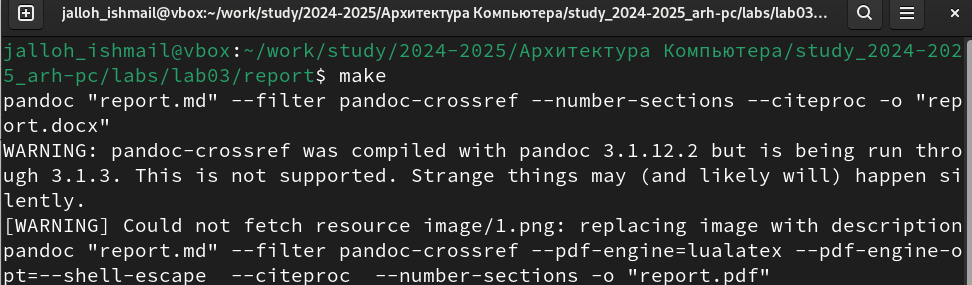 jalloh_ishmail@vbox:~/work/study/2024-2025/Архитектура Компьютера/study_2024-2025_arh-pc/labs/lab03...
jalloh_ishmail@vbox:~/work/study/2024-2025/Архитектура Компьютера/study_2024-202
5_arh-pc/labs/lab03/report$ make
pandoc "report.md" --filter pandoc-crossref --number-sections --citeproc -o "rep
ort.docx"
WARNING: pandoc-crossref was compiled with pandoc 3.1.12.2 but is being run thro
ugh 3.1.3. This is not supported. Strange things may (and likely will) happen si
lently.
[WARNING] Could not fetch resource image/1.png: replacing image with description
pandoc "report.md" --filter pandoc-crossref --pdf-engine=lualatex --pdf-engine-o
pt=--shell-escape  --citeproc  --number-sections -o "report.pdf"